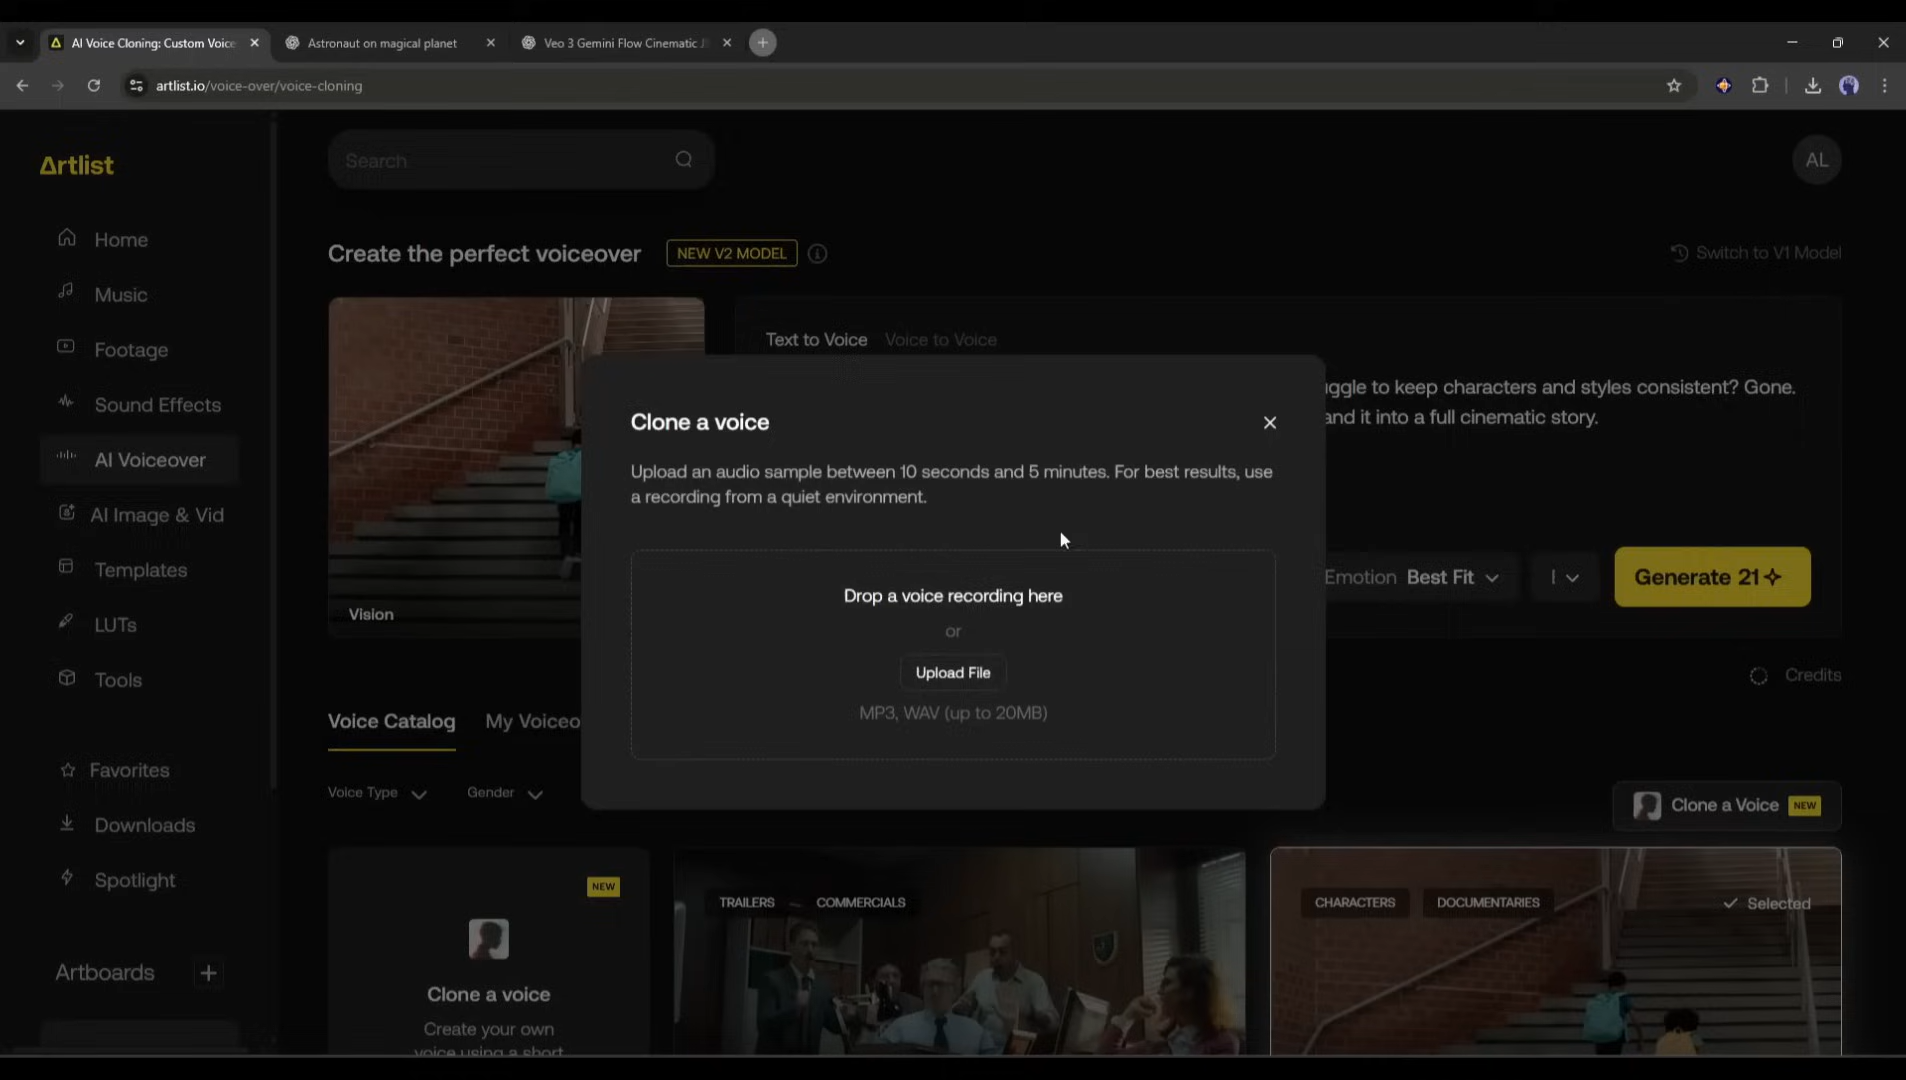 AI Voice Cloning: Custom Voice
Astronaut on magical planet
Veo 3 Gemini Flow Cinematic J
artlist.io/voice-over/voice-cloning
Artlist
Search
AL
Home
Music
Footage
Sound Effects
AI Voiceover
AI Image & Vid
Templates
LUTs
Tools
Favorites
Downloads
Spotlight
Artboards
Create the perfect voiceover
NEW V2 MODEL
Switch to V1 Model
Vision
Text to Voice
Voice to Voice
uggle to keep characters and styles consistent? Gone.
and it into a full cinematic story.
Emotion Best Fit
Generate 21
Credits
Clone a voice
Upload an audio sample between 10 seconds and 5 minutes. For best results, use
a recording from a quiet environment.
Drop a voice recording here
or
Upload File
MP3, WAV (up to 20MB)
Voice Catalog
My Voiceo
Voice Type
Gender
Clone a Voice NEW
NEW
Clone a voice
Create your own
voice using a short
TRAILERS
COMMERCIALS
CHARACTERS
DOCUMENTARIES
Selected